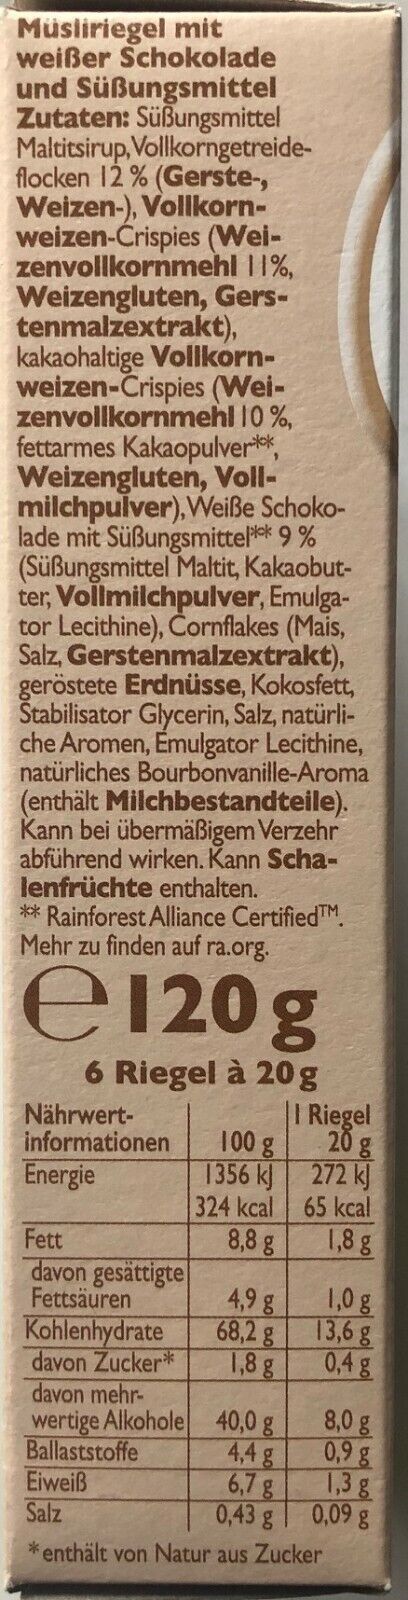 Müsliriegel mit
weißer Schokolade
und Süßungsmittel
Zutaten: Süßungsmittel
Maltitsirup, Vollkorngetreide-
flocken 12 % (Gerste-,
Weizen-), Vollkorn-
weizen-Crispies (Wei-
zenvollkornmehl 11%,
Weizengluten, Gers-
tenmalzextrakt),
kakaohaltige Vollkorn-
weizen-Crispies (Wei-
zenvollkornmehl 10 %,
fettarmes Kakaopulver**,
Weizengluten, Voll-
milchpulver), Weiße Schoko-
lade mit Süßungsmittel** 9 %
(Süßungsmittel Maltit, Kakaobut-
ter, Vollmilchpulver, Emulga-
tor Lecithine), Cornflakes (Mais,
Salz, Gerstenmalzextrakt),
geröstete Erdnüsse, Kokosfett,
Stabilisator Glycerin, Salz, natürli-
che Aromen, Emulgator Lecithine,
natürliches Bourbonvanille-Aroma
(enthält Milchbestandteile).
Kann bei übermäßigem Verzehr
abführend wirken. Kann Scha-
lenfrüchte enthalten.
** Rainforest Alliance Certified™.
Mehr zu finden auf ra.org.
℮ 120 g
6 Riegel à 20 g
Nährwert- 1 Riegel
informationen 100 g 20 g
Energie 1356 kJ 272 kJ
324 kcal 65 kcal
Fett 8,8 g 1,8 g
davon gesättigte
Fettsäuren 4,9 g 1,0 g
Kohlenhydrate 68,2 g 13,6 g
davon Zucker* 1,8 g 0,4 g
davon mehr-
wertige Alkohole 40,0 g 8,0 g
Ballaststoffe 4,4 g 0,9 g
Eiweiß 6,7 g 1,3 g
Salz 0,43 g 0,09 g
*enthält von Natur aus Zucker